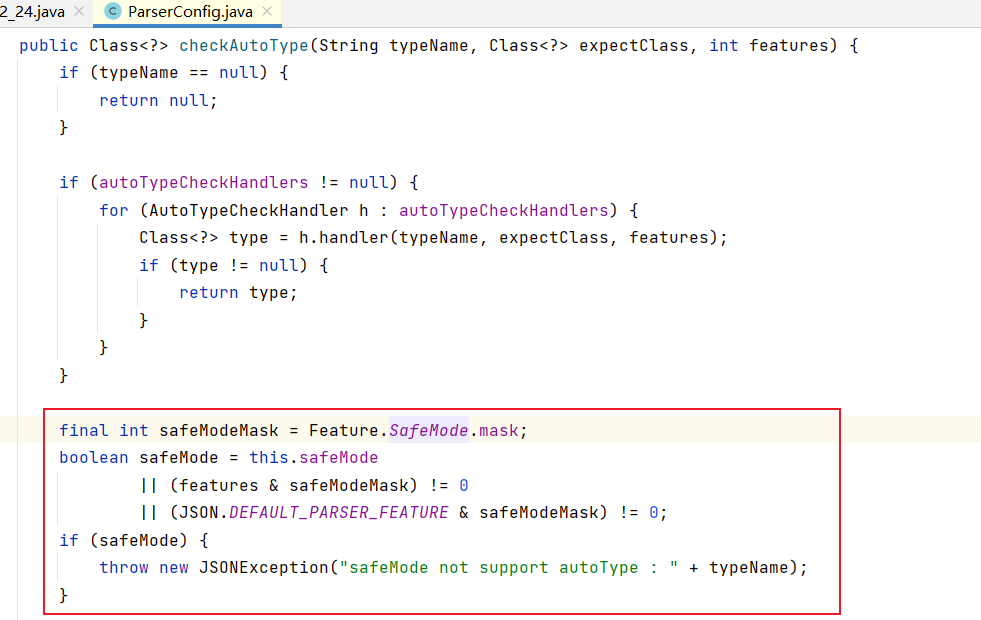 2_24.java × C ParserConfig.java ×
public Class<?> checkAutoType(String typeName, Class<?> expectClass, int features) {
    if (typeName == null) {
        return null;
    }

    if (autoTypeCheckHandlers != null) {
        for (AutoTypeCheckHandler h : autoTypeCheckHandlers) {
            Class<?> type = h.handler(typeName, expectClass, features);
            if (type != null) {
                return type;
            }
        }
    }

    final int safeModeMask = Feature.SafeMode.mask;
    boolean safeMode = this.safeMode
            || (features & safeModeMask) != 0
            || (JSON.DEFAULT_PARSER_FEATURE & safeModeMask) != 0;
    if (safeMode) {
        throw new JSONException("safeMode not support autoType : " + typeName);
    }